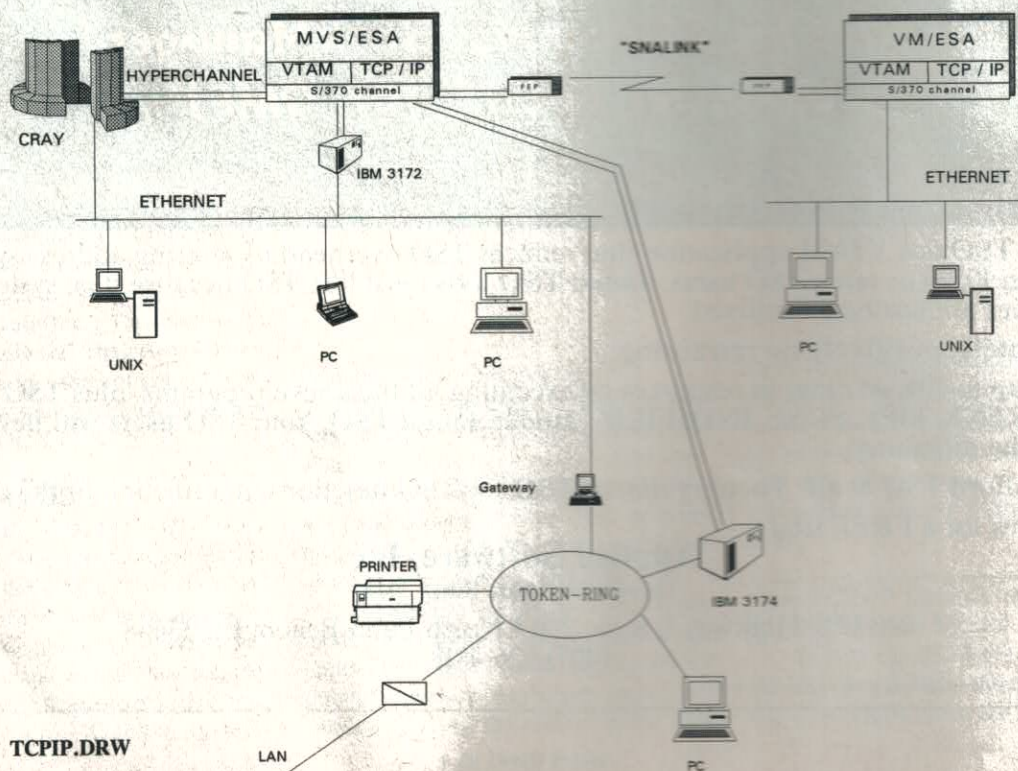 MVS/ESA
VTAM
TCP / IP
S/370 channel
"SNALINK"
VM/ESA
VTAM
TCP / IP
S/370 channel
HYPERCHANNEL
FEP
CRAY
IBM 3172
ETHERNET
ETHERNET
UNIX
PC
PC
PC
UNIX
Gateway
PRINTER
TOKEN-RING
IBM 3174
TCPIP.DRW
LAN
PC